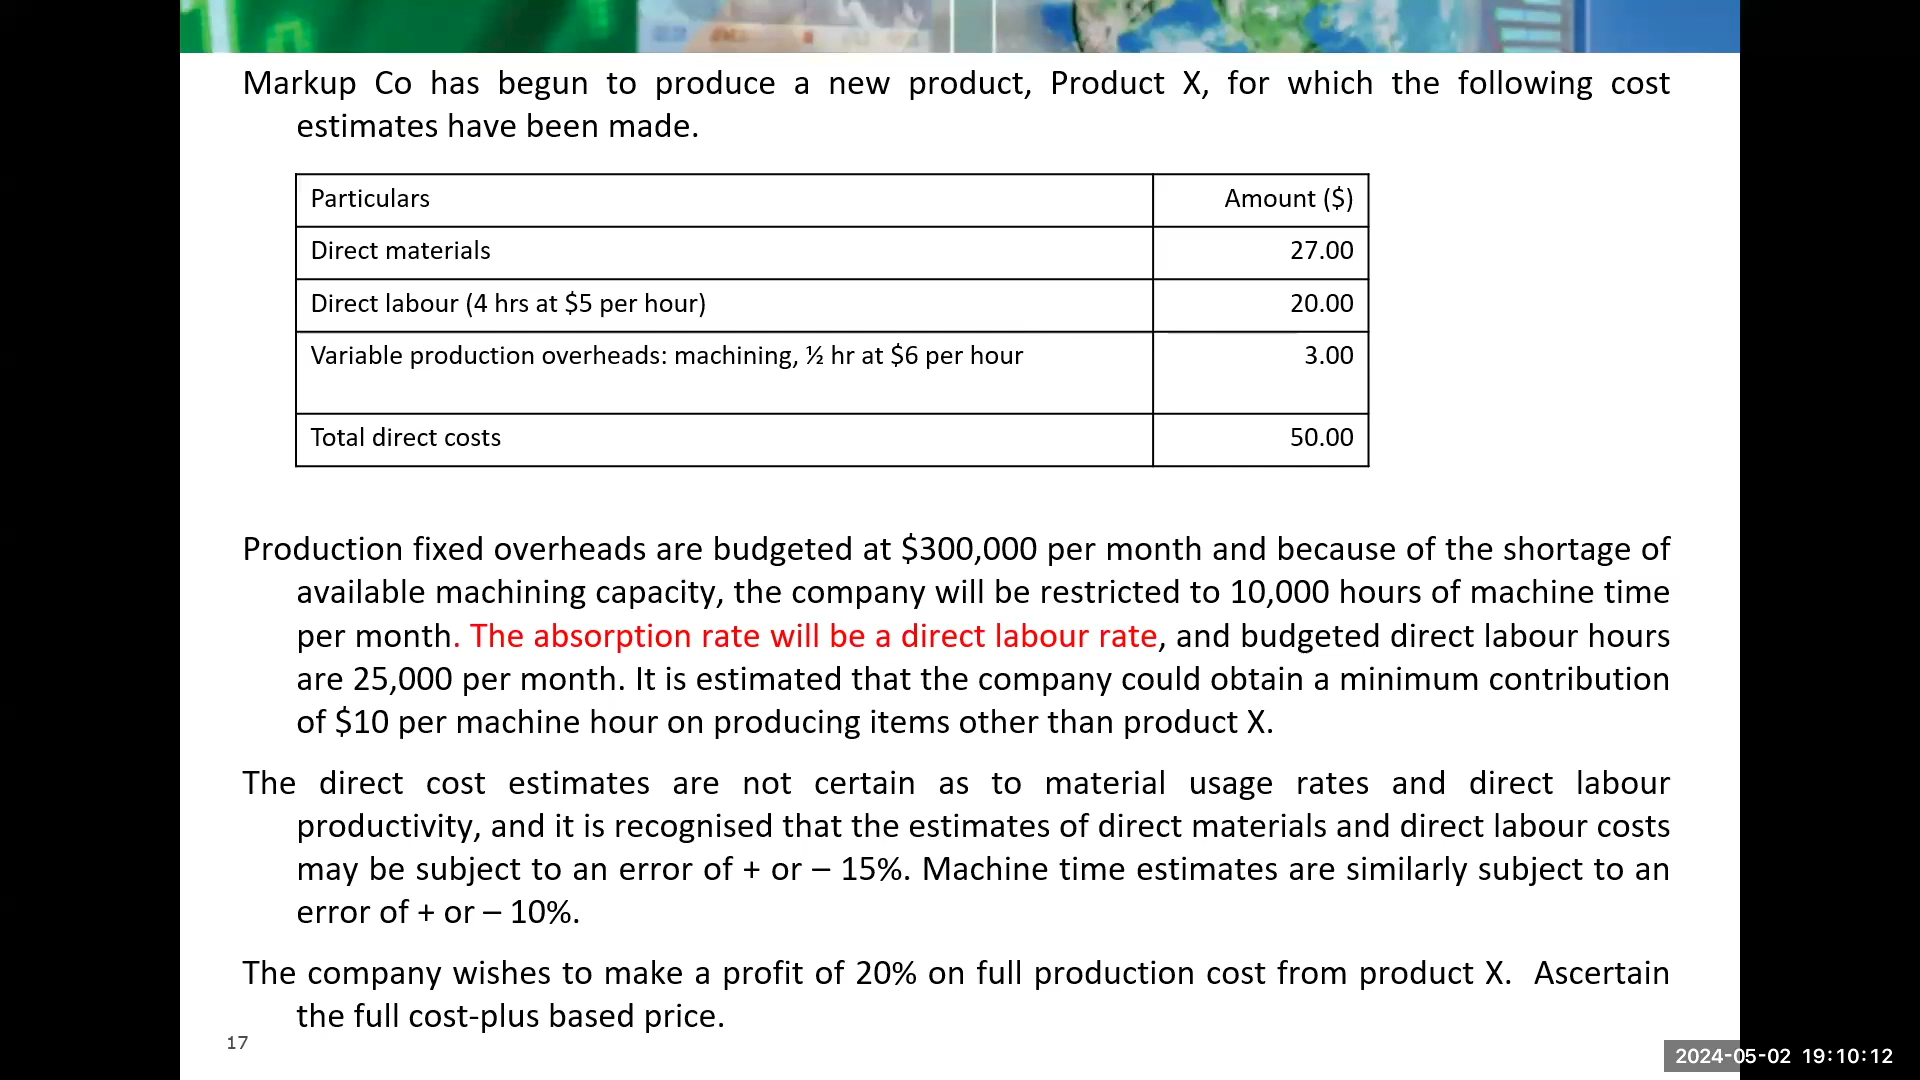 Markup Co has begun to produce a new product, Product X, for which the following cost
estimates have been made.
Particulars Amount ($)
Direct materials 27.00
Direct labour (4 hrs at $5 per hour) 20.00
Variable production overheads: machining, ½ hr at $6 per hour 3.00
Total direct costs 50.00
Production fixed overheads are budgeted at $300,000 per month and because of the shortage of
available machining capacity, the company will be restricted to 10,000 hours of machine time
per month. The absorption rate will be a direct labour rate, and budgeted direct labour hours
are 25,000 per month. It is estimated that the company could obtain a minimum contribution
of $10 per machine hour on producing items other than product X.
The direct cost estimates are not certain as to material usage rates and direct labour
productivity, and it is recognised that the estimates of direct materials and direct labour costs
may be subject to an error of + or – 15%. Machine time estimates are similarly subject to an
error of + or – 10%.
The company wishes to make a profit of 20% on full production cost from product X. Ascertain
the full cost-plus based price.
17
2024-05-02 19:10:12